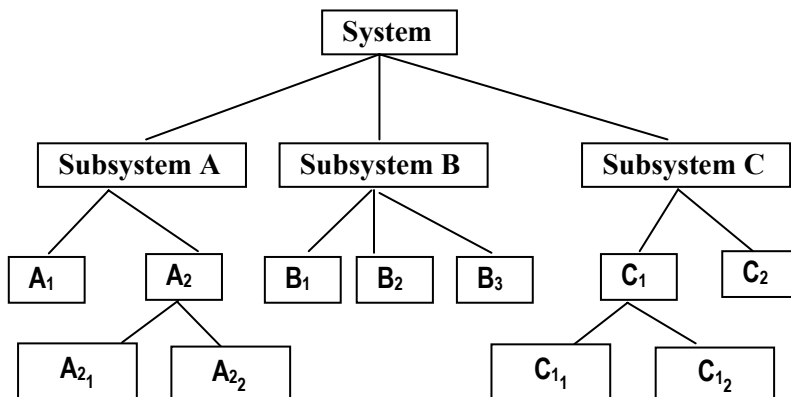 System
Subsystem A Subsystem B Subsystem C
A₁ A₂ B₁ B₂ B₃ C₁ C₂
A₂₁ A₂₂ C₁₁ C₁₂